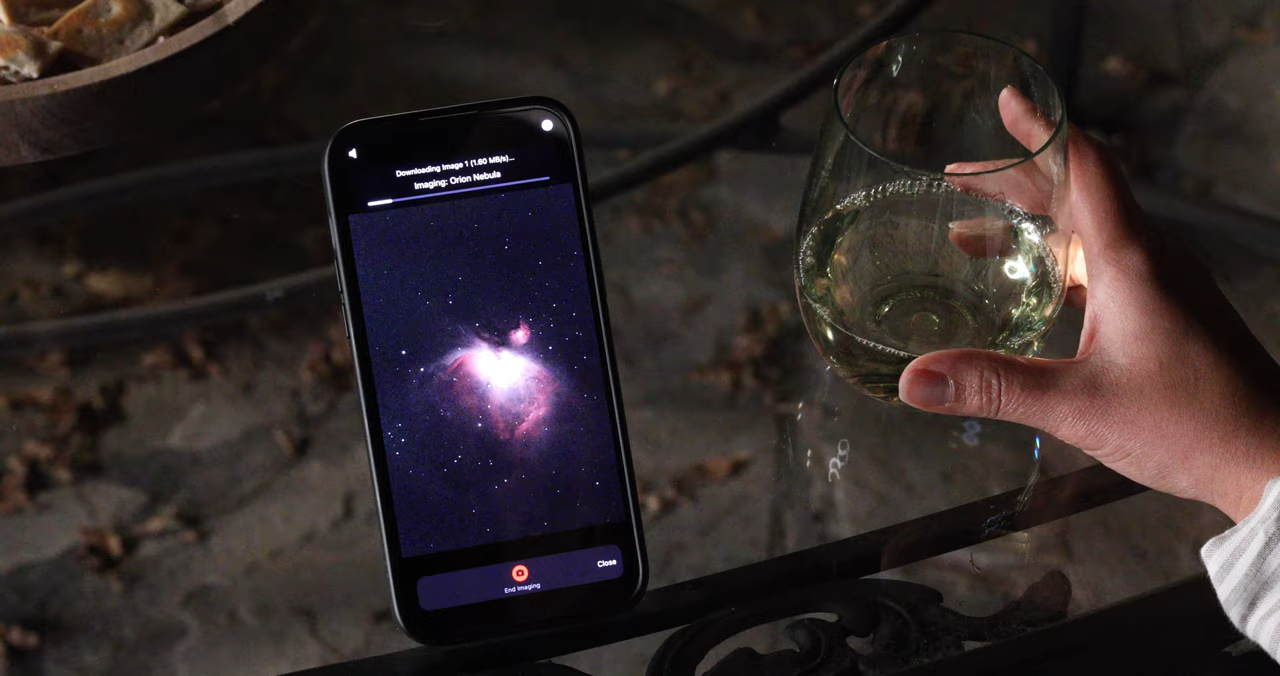 Downloading Image 1 (1.60 MB/s)...
Imaging: Orion Nebula
Close
End Imaging